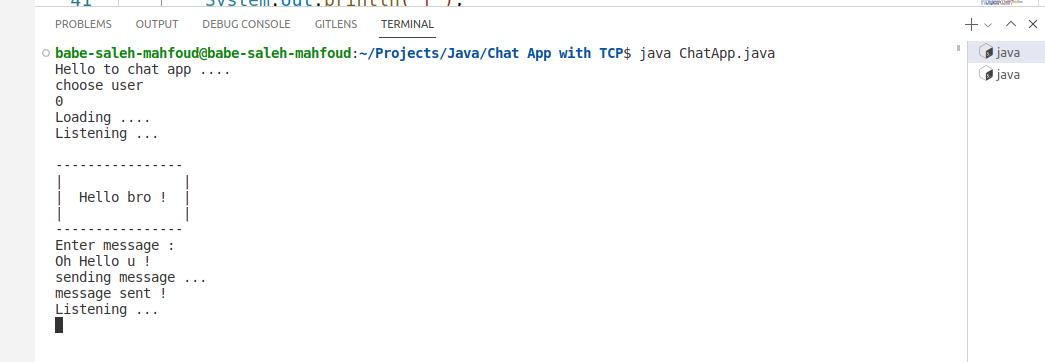 41 System.out.println("|");
PROBLEMS OUTPUT DEBUG CONSOLE GITLENS TERMINAL
babe-saleh-mahfoud@babe-saleh-mahfoud:~/Projects/Java/Chat App with TCP$ java ChatApp.java
java
Hello to chat app ....
java
choose user
0
Loading ....
Listening ...
----------------
|               |
|  Hello bro !  |
|               |
----------------
Enter message :
Oh Hello u !
sending message ...
message sent !
Listening ...